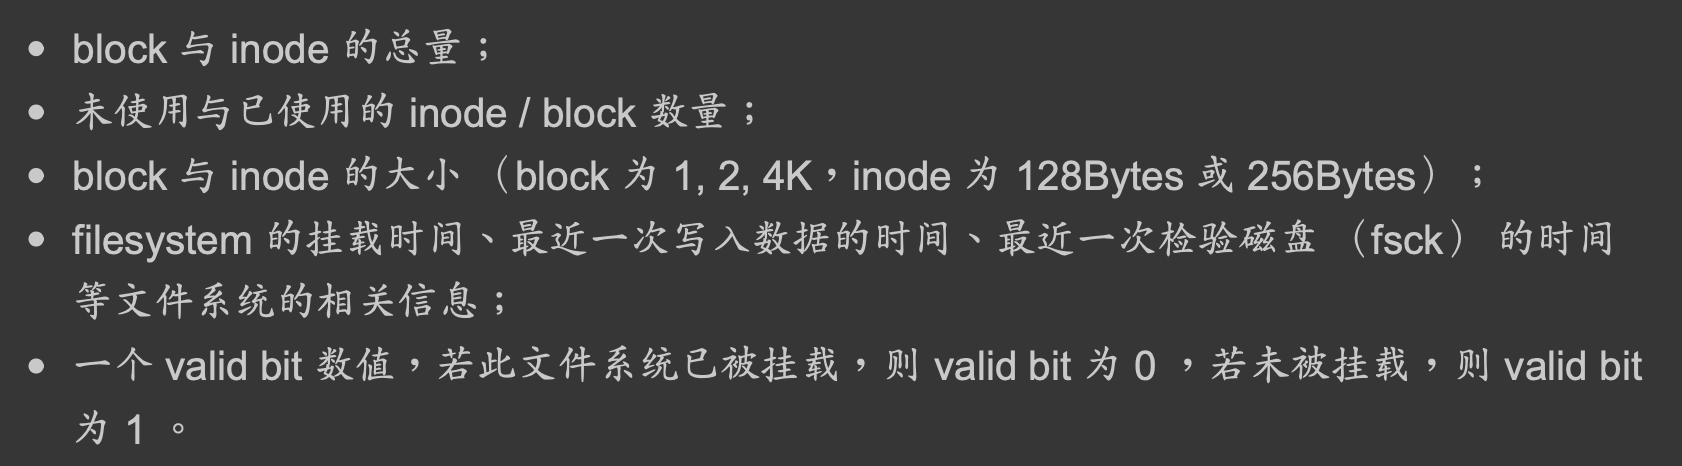 • block 与 inode 的总量；
• 未使用与已使用的 inode / block 数量；
• block 与 inode 的大小 （block 为 1, 2, 4K，inode 为 128Bytes 或 256Bytes）；
• filesystem 的挂载时间、最近一次写入数据的时间、最近一次检验磁盘 （fsck） 的时间
等文件系统的相关信息；
• 一个 valid bit 数值，若此文件系统已被挂载，则 valid bit 为 0 ，若未被挂载，则 valid bit
为 1 。